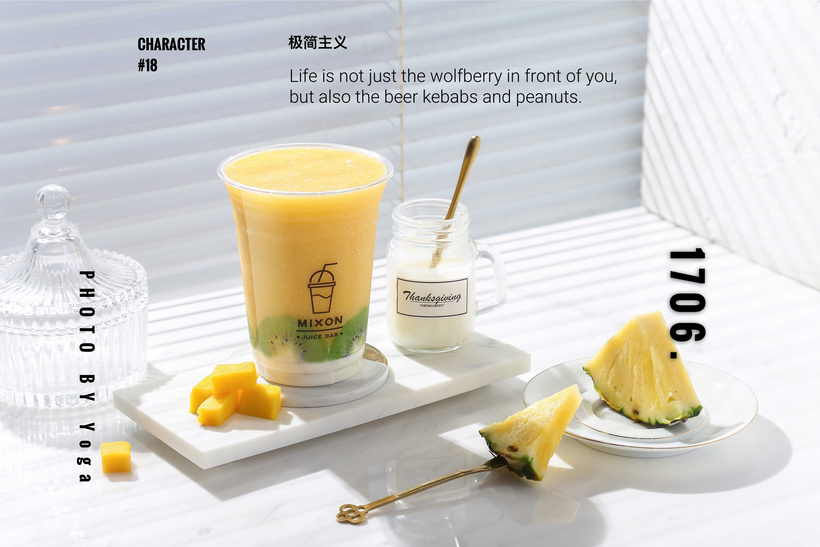 CHARACTER
#18
极简主义
Life is not just the wolfberry in front of you,
but also the beer kebabs and peanuts.
MIXON
JUICE BAR
Thanksgiving
1706.
PHOTO BY Yoga